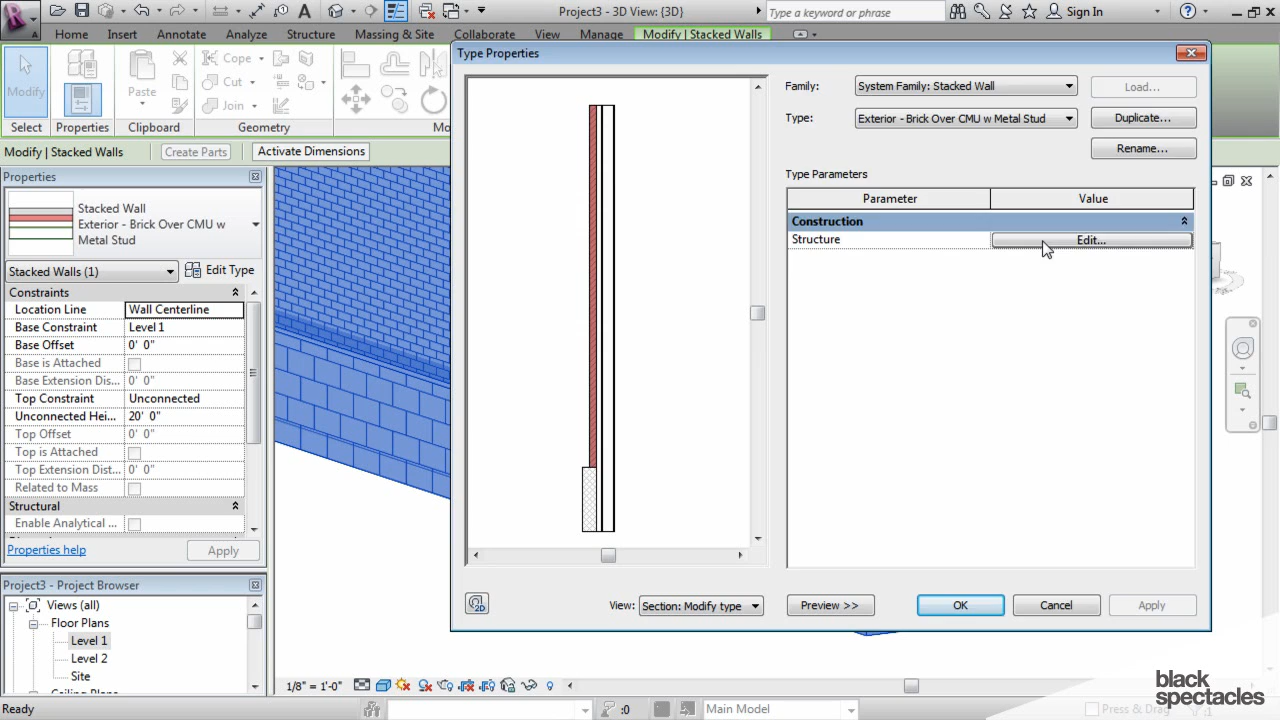 Project3 - 3D View: {3D}
Type a keyword or phrase
Sign In
Home Insert Annotate Analyze Structure Massing & Site Collaborate View Manage Modify | Stacked Walls
Modify
Paste
Cope
Cut
Join
Select Properties Clipboard Geometry Mo
Modify | Stacked Walls Create Parts Activate Dimensions
Properties
Stacked Wall
Exterior - Brick Over CMU w
Metal Stud
Stacked Walls (1) Edit Type
Constraints
Location Line Wall Centerline
Base Constraint Level 1
Base Offset 0' 0"
Base is Attached
Base Extension Dis... 0' 0"
Top Constraint Unconnected
Unconnected Hei... 20' 0"
Top Offset 0' 0"
Top is Attached
Top Extension Dist... 0' 0"
Related to Mass
Structural
Enable Analytical ...
Properties help Apply
Project3 - Project Browser
Views (all)
Floor Plans
Level 1
Level 2
Site
Ready
Type Properties
Family: System Family: Stacked Wall Load...
Type: Exterior - Brick Over CMU w Metal Stud Duplicate...
Rename...
Type Parameters
Parameter Value
Construction
Structure Edit...
2D
View: Section: Modify type Preview >> OK Cancel Apply
1/8" = 1'-0"
:0 Main Model Press & Drag
black
spectacles